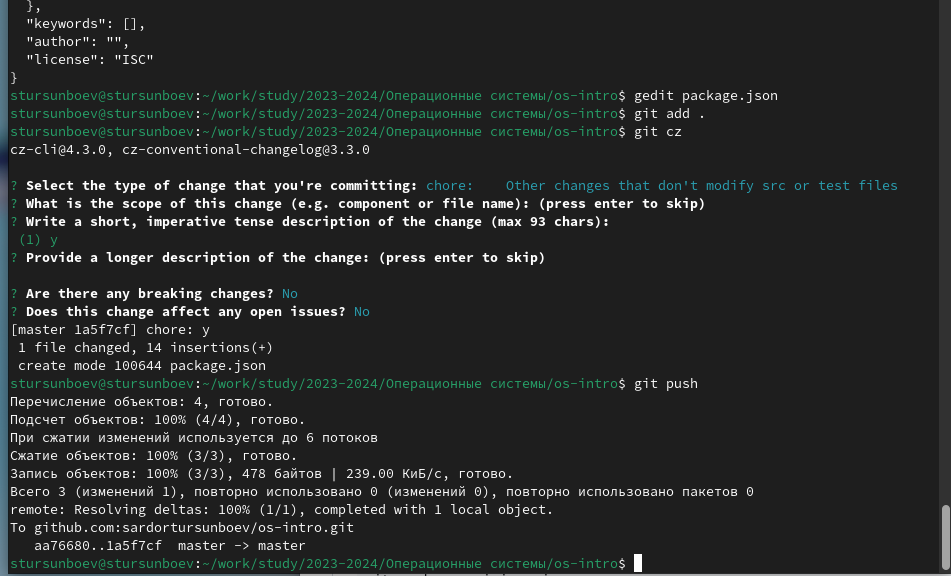 },
  "keywords": [],
  "author": "",
  "license": "ISC"
}
stursunboev@stursunboev:~/work/study/2023-2024/Операционные системы/os-intro$ gedit package.json
stursunboev@stursunboev:~/work/study/2023-2024/Операционные системы/os-intro$ git add .
stursunboev@stursunboev:~/work/study/2023-2024/Операционные системы/os-intro$ git cz
cz-cli@4.3.0, cz-conventional-changelog@3.3.0
? Select the type of change that you're committing: chore:    Other changes that don't modify src or test files
? What is the scope of this change (e.g. component or file name): (press enter to skip)
? Write a short, imperative tense description of the change (max 93 chars):
 (1) y
? Provide a longer description of the change: (press enter to skip)
? Are there any breaking changes? No
? Does this change affect any open issues? No
[master 1a5f7cf] chore: y
 1 file changed, 14 insertions(+)
 create mode 100644 package.json
stursunboev@stursunboev:~/work/study/2023-2024/Операционные системы/os-intro$ git push
Перечисление объектов: 4, готово.
Подсчет объектов: 100% (4/4), готово.
При сжатии изменений используется до 6 потоков
Сжатие объектов: 100% (3/3), готово.
Запись объектов: 100% (3/3), 478 байтов | 239.00 КиБ/с, готово.
Всего 3 (изменений 1), повторно использовано 0 (изменений 0), повторно использовано пакетов 0
remote: Resolving deltas: 100% (1/1), completed with 1 local object.
To github.com:sardortursunboev/os-intro.git
   aa76680..1a5f7cf  master -> master
stursunboev@stursunboev:~/work/study/2023-2024/Операционные системы/os-intro$